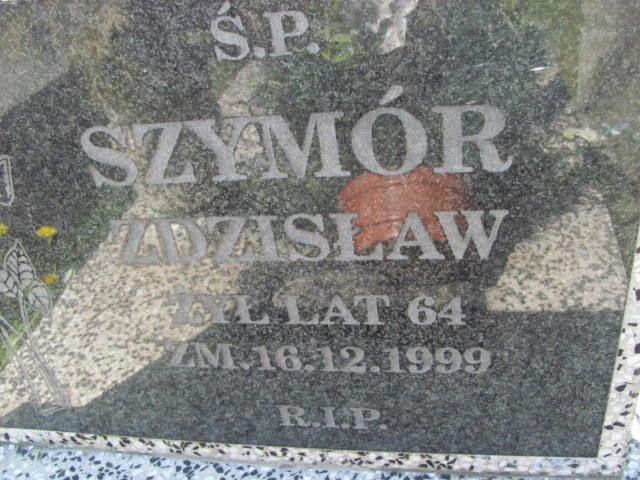 Ś.P.
SZYMÓR
ZDZISŁAW
ŻYŁ LAT 64
ZM.16.12.1999
R.I.P.